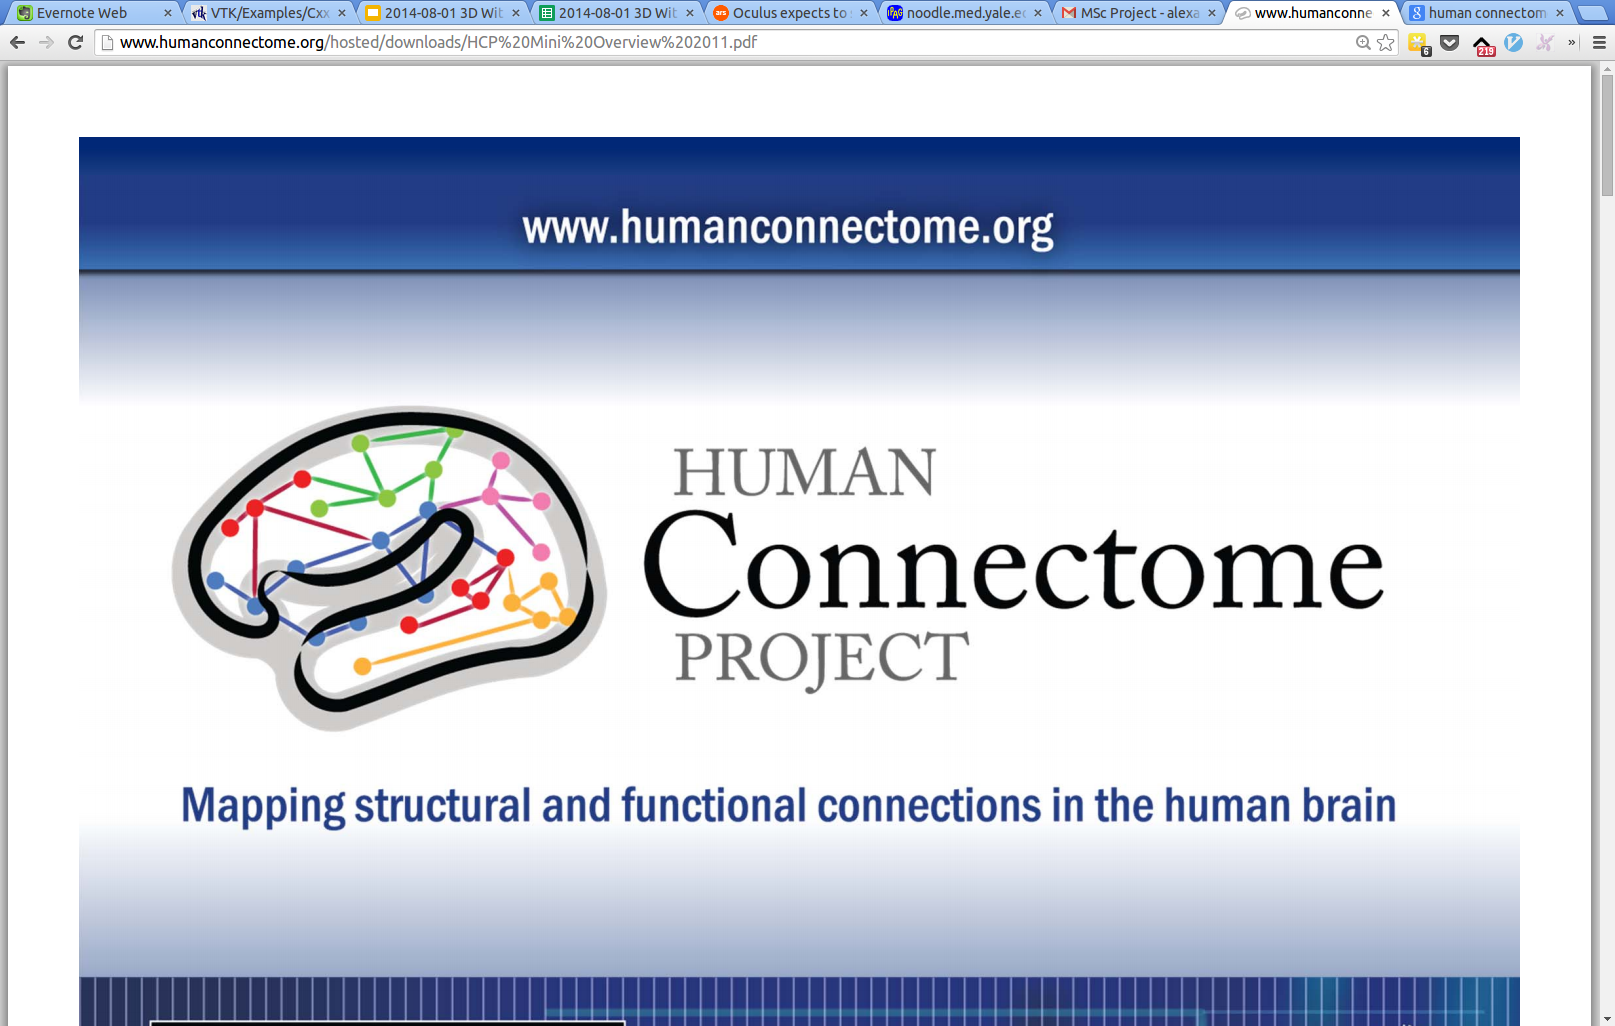 Evernote Web
VTK/Examples/Cxx
2014-08-01 3D Wit
2014-08-01 3D Wit
Oculus expects to
noodle.med.yale.e
MSc Project - alexa
www.humanconne
human connectom
www.humanconnectome.org/hosted/downloads/HCP%20Mini%20Overview%202011.pdf
6
219
»
www.humanconnectome.org
HUMAN
Connectome
PROJECT
Mapping structural and functional connections in the human brain